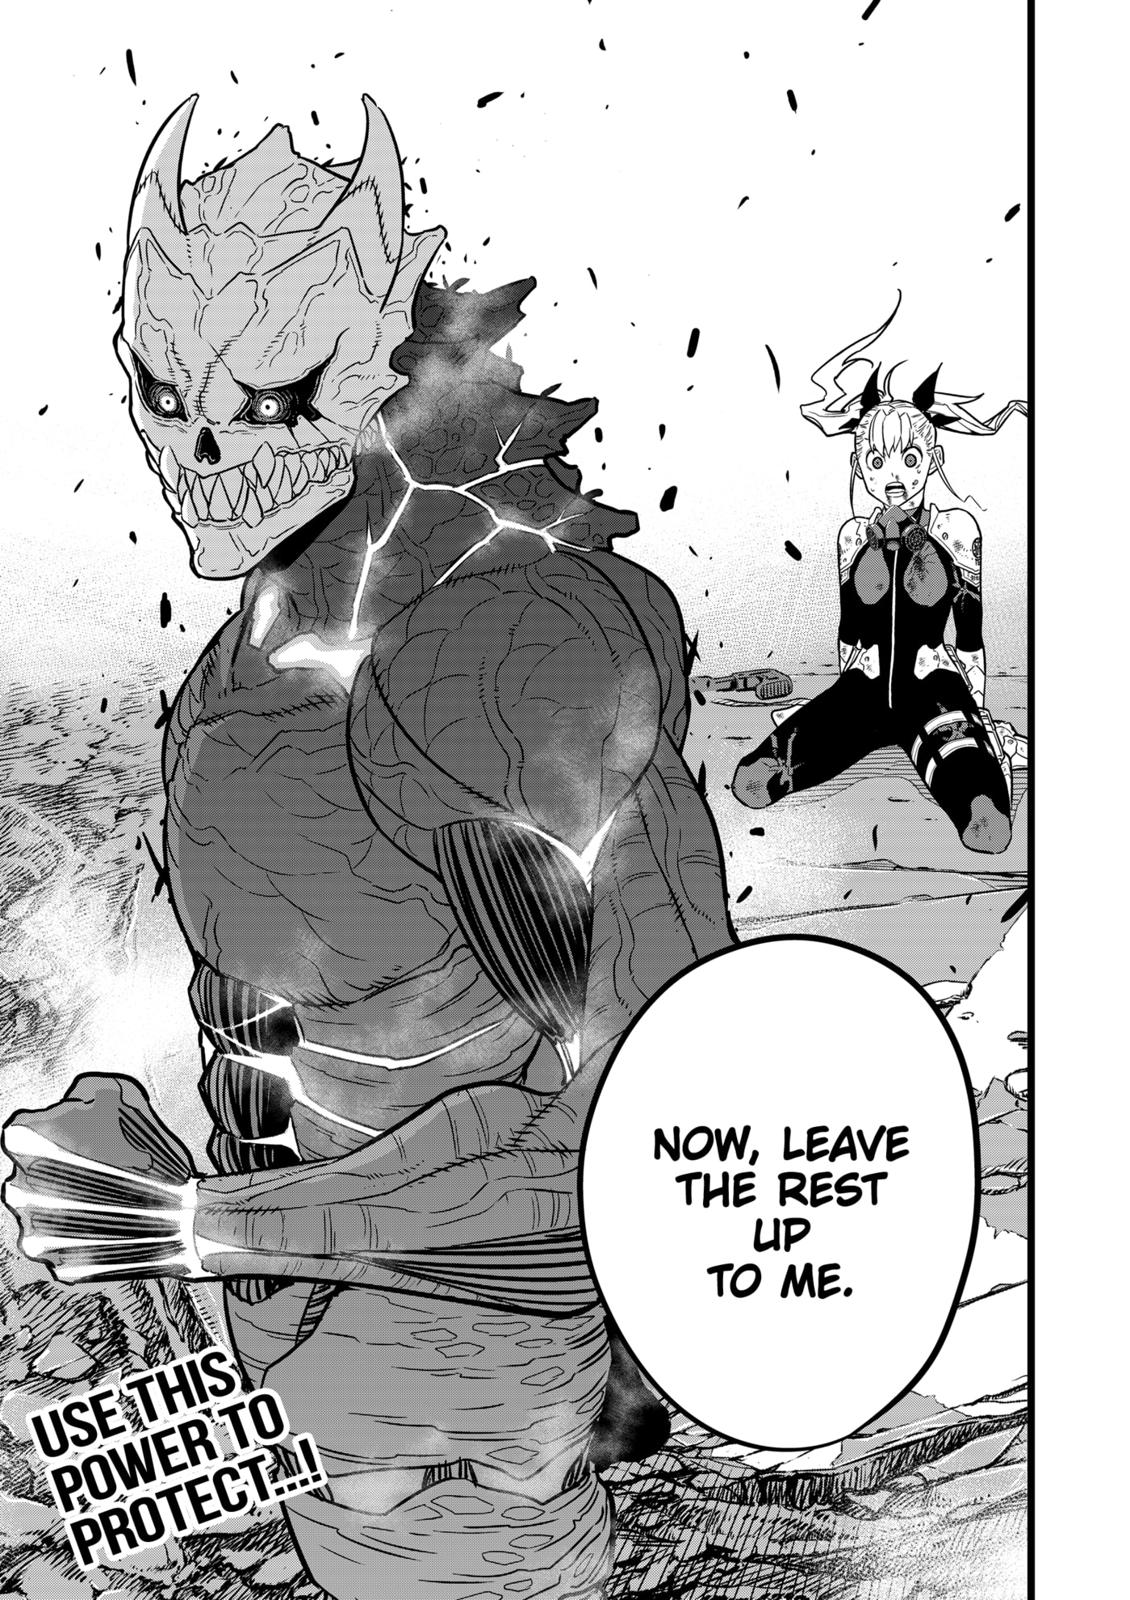 NOW, LEAVE
THE REST
UP
TO ME.
USE THIS
POWER TO
PROTECT...!